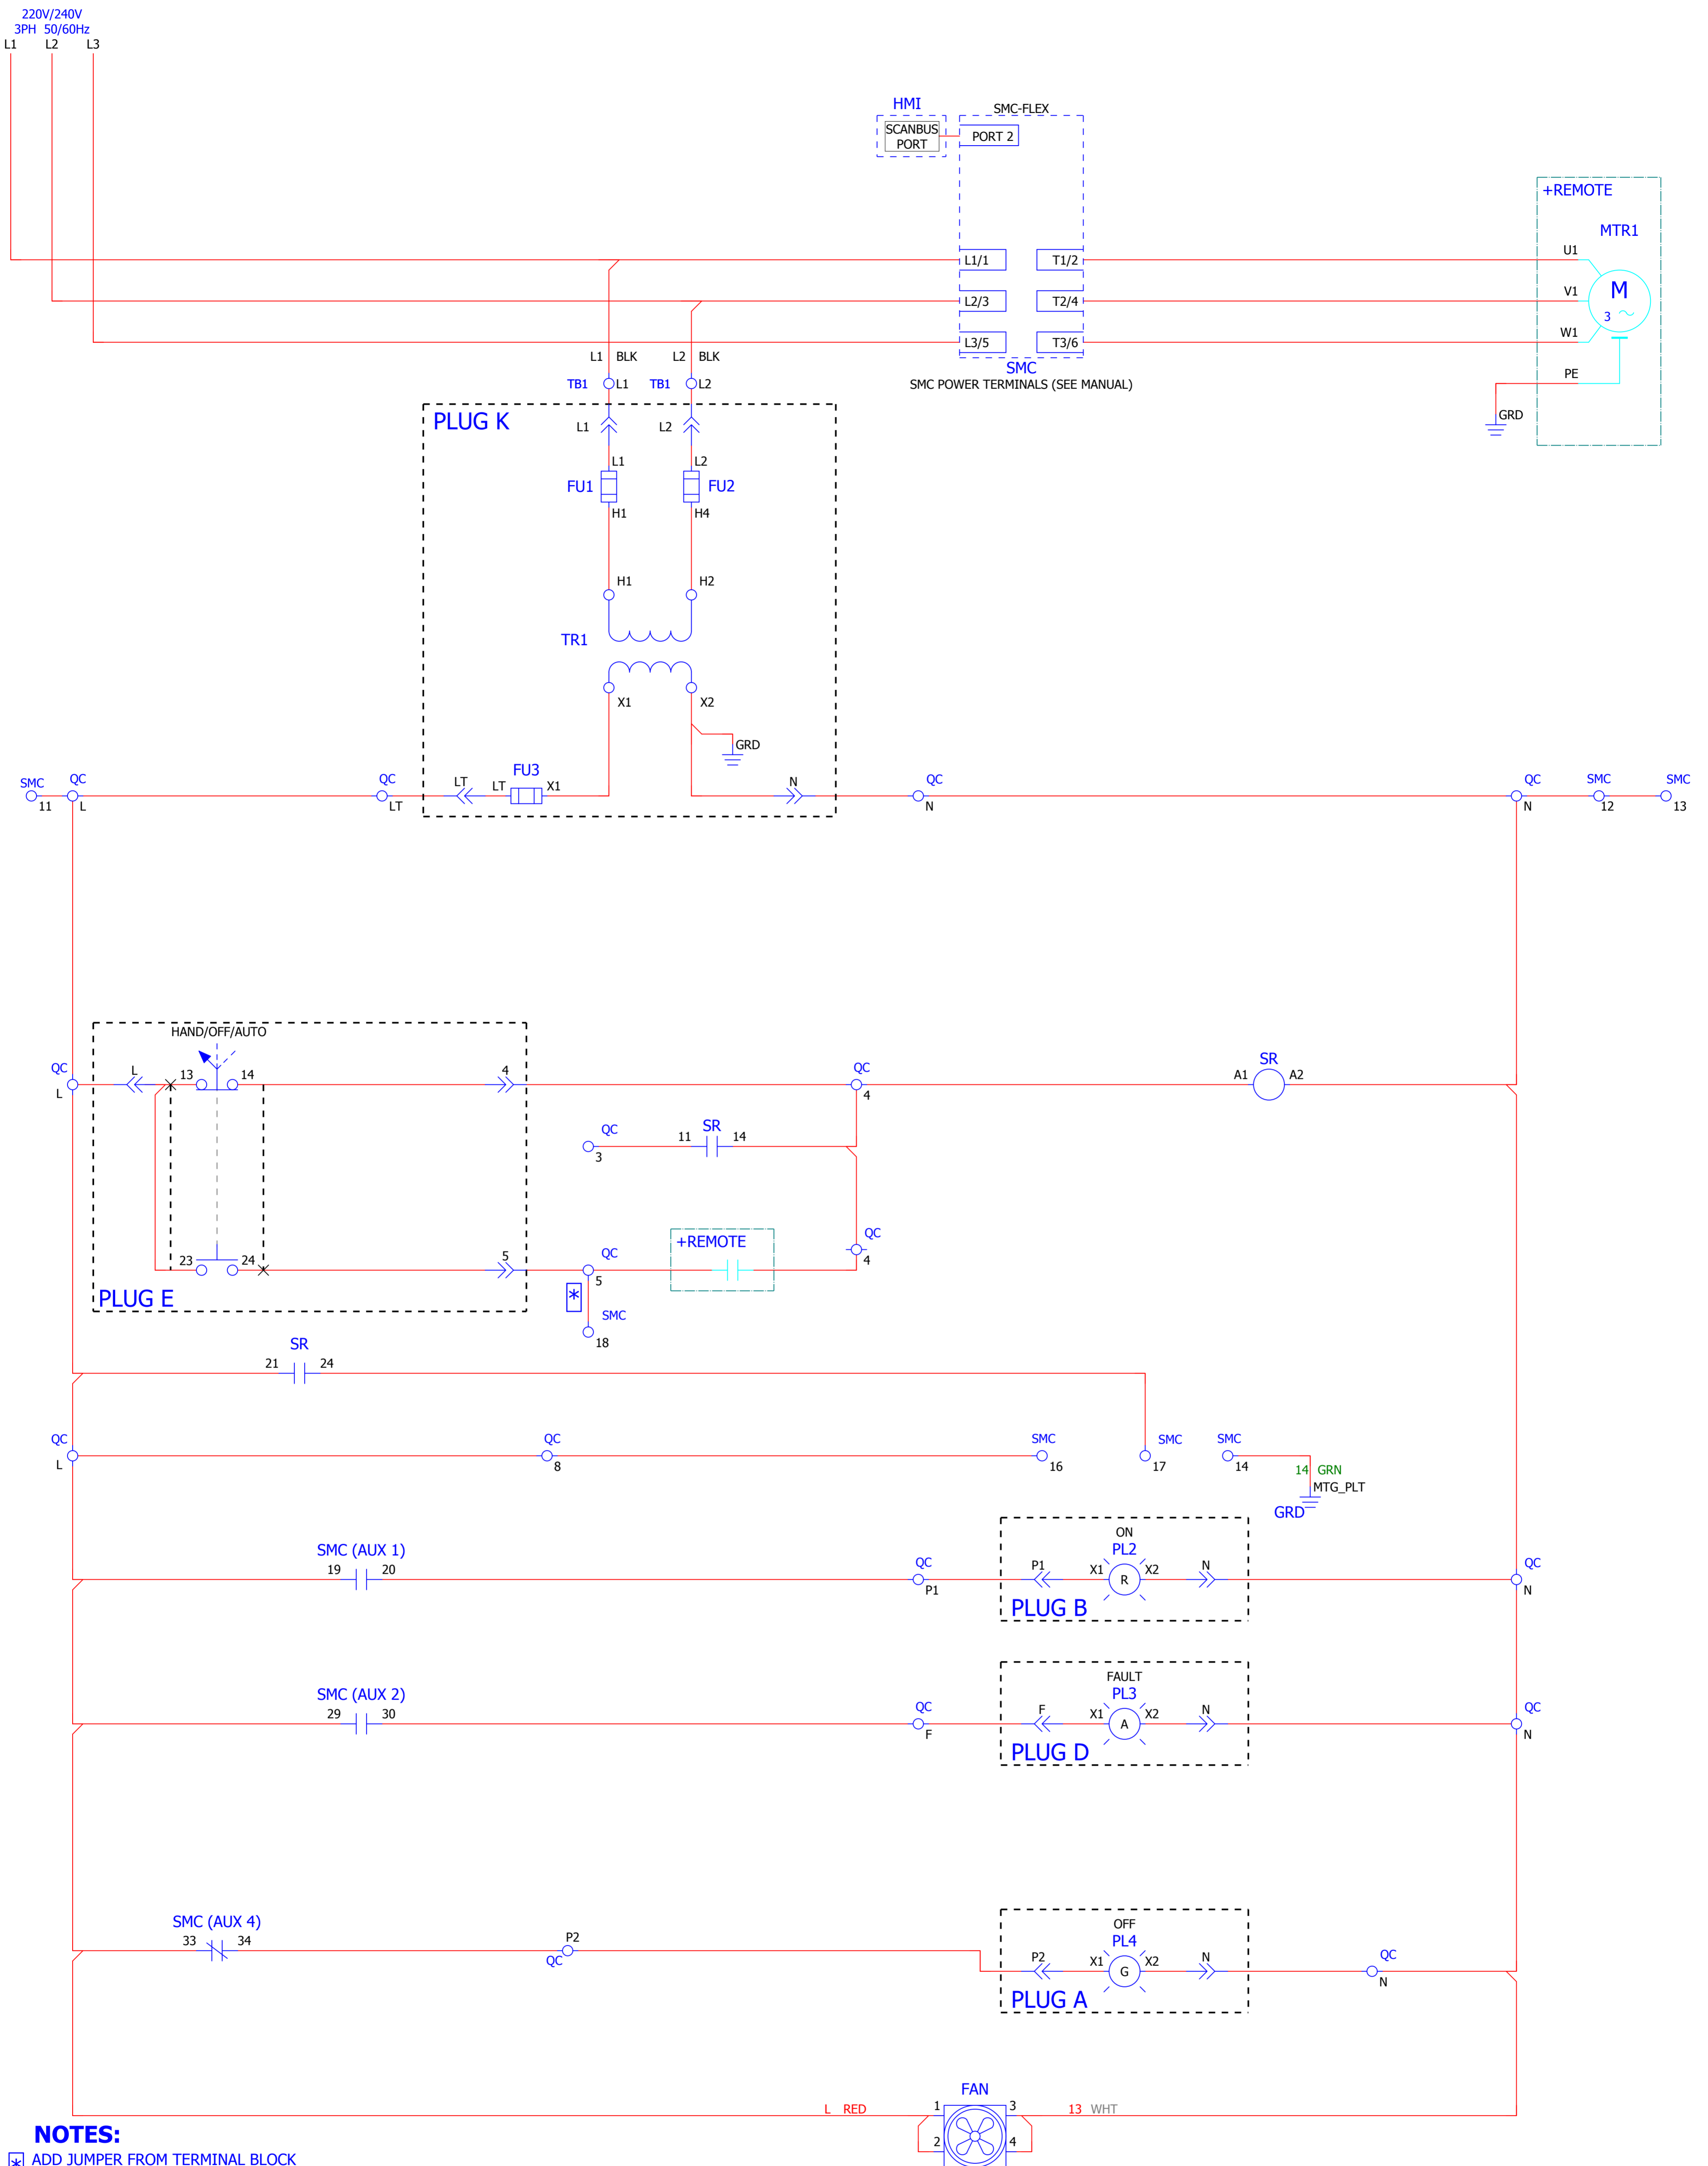 220V/240V
3PH 50/60Hz
L1 L2 L3
HMI
SMC-FLEX
SCANBUS
PORT
PORT 2
+REMOTE
MTR1
L1/1 T1/2 U1
L2/3 T2/4 V1
M
3
L3/5 T3/6 W1
SMC
SMC POWER TERMINALS (SEE MANUAL)
PE
GRD
L1 BLK L2 BLK
TB1 L1 TB1 L2
PLUG K
L1 L2
L1 L2
FU1 FU2
H1 H4
H1 H2
TR1
X1 X2
GRD
SMC QC QC LT LT FU3 X1 N QC QC SMC SMC
11 L LT N N 12 13
HAND/OFF/AUTO
QC L 13 14 4 QC SR
L 4 A1 A2
QC 11 SR 14
3
+REMOTE QC
23 24 5 QC 4
5
PLUG E
*
SMC
18
SR
21 24
QC QC SMC SMC SMC
L 8 16 17 14
14 GRN
MTG_PLT
GRD
ON
SMC (AUX 1) PL2
19 20 QC P1 X1 R X2 N QC
P1 N
PLUG B
FAULT
SMC (AUX 2) PL3
29 30 QC F X1 A X2 N QC
F N
PLUG D
SMC (AUX 4) OFF
33 34 P2 PL4
QC P2 X1 G X2 N QC
N
PLUG A
FAN
L RED 1 3 13 WHT
2 4
NOTES:
* ADD JUMPER FROM TERMINAL BLOCK